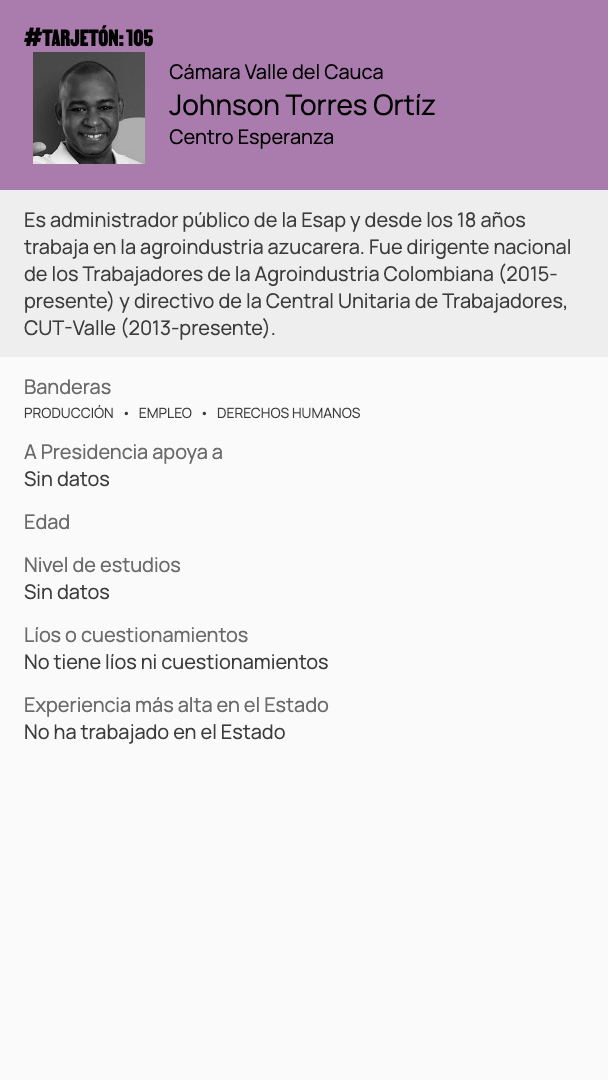 #TARJETÓN: 105
Cámara Valle del Cauca
Johnson Torres Ortíz
Centro Esperanza
Es administrador público de la Esap y desde los 18 años
trabaja en la agroindustria azucarera. Fue dirigente nacional
de los Trabajadores de la Agroindustria Colombiana (2015-
presente) y directivo de la Central Unitaria de Trabajadores,
CUT-Valle (2013-presente).
Banderas
PRODUCCIÓN • EMPLEO • DERECHOS HUMANOS
A Presidencia apoya a
Sin datos
Edad
Nivel de estudios
Sin datos
Líos o cuestionamientos
No tiene líos ni cuestionamientos
Experiencia más alta en el Estado
No ha trabajado en el Estado